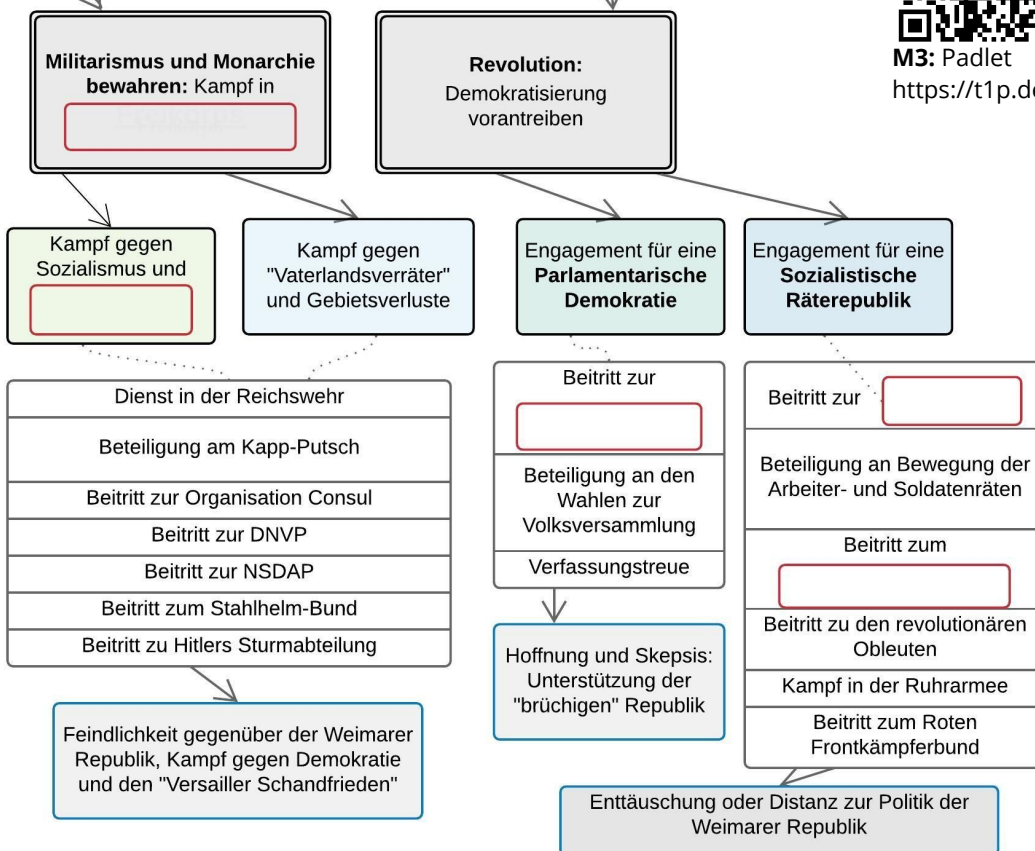 M3: Padlet
https://t1p.de
Militarismus und Monarchie
bewahren: Kampf in
Revolution:
Demokratisierung
vorantreiben
Kampf gegen
Sozialismus und
Kampf gegen
"Vaterlandsverräter"
und Gebietsverluste
Engagement für eine
Parlamentarische
Demokratie
Engagement für eine
Sozialistische
Räterepublik
Dienst in der Reichswehr
Beteiligung am Kapp-Putsch
Beitritt zur Organisation Consul
Beitritt zur DNVP
Beitritt zur NSDAP
Beitritt zum Stahlhelm-Bund
Beitritt zu Hitlers Sturmabteilung
Feindlichkeit gegenüber der Weimarer
Republik, Kampf gegen Demokratie
und den "Versailler Schandfrieden"
Beitritt zur
Beteiligung an den
Wahlen zur
Volksversammlung
Verfassungstreue
Hoffnung und Skepsis:
Unterstützung der
"brüchigen" Republik
Beitritt zur
Beteiligung an Bewegung der
Arbeiter- und Soldatenräten
Beitritt zum
Beitritt zu den revolutionären
Obleuten
Kampf in der Ruhrarmee
Beitritt zum Roten
Frontkämpferbund
Enttäuschung oder Distanz zur Politik der
Weimarer Republik